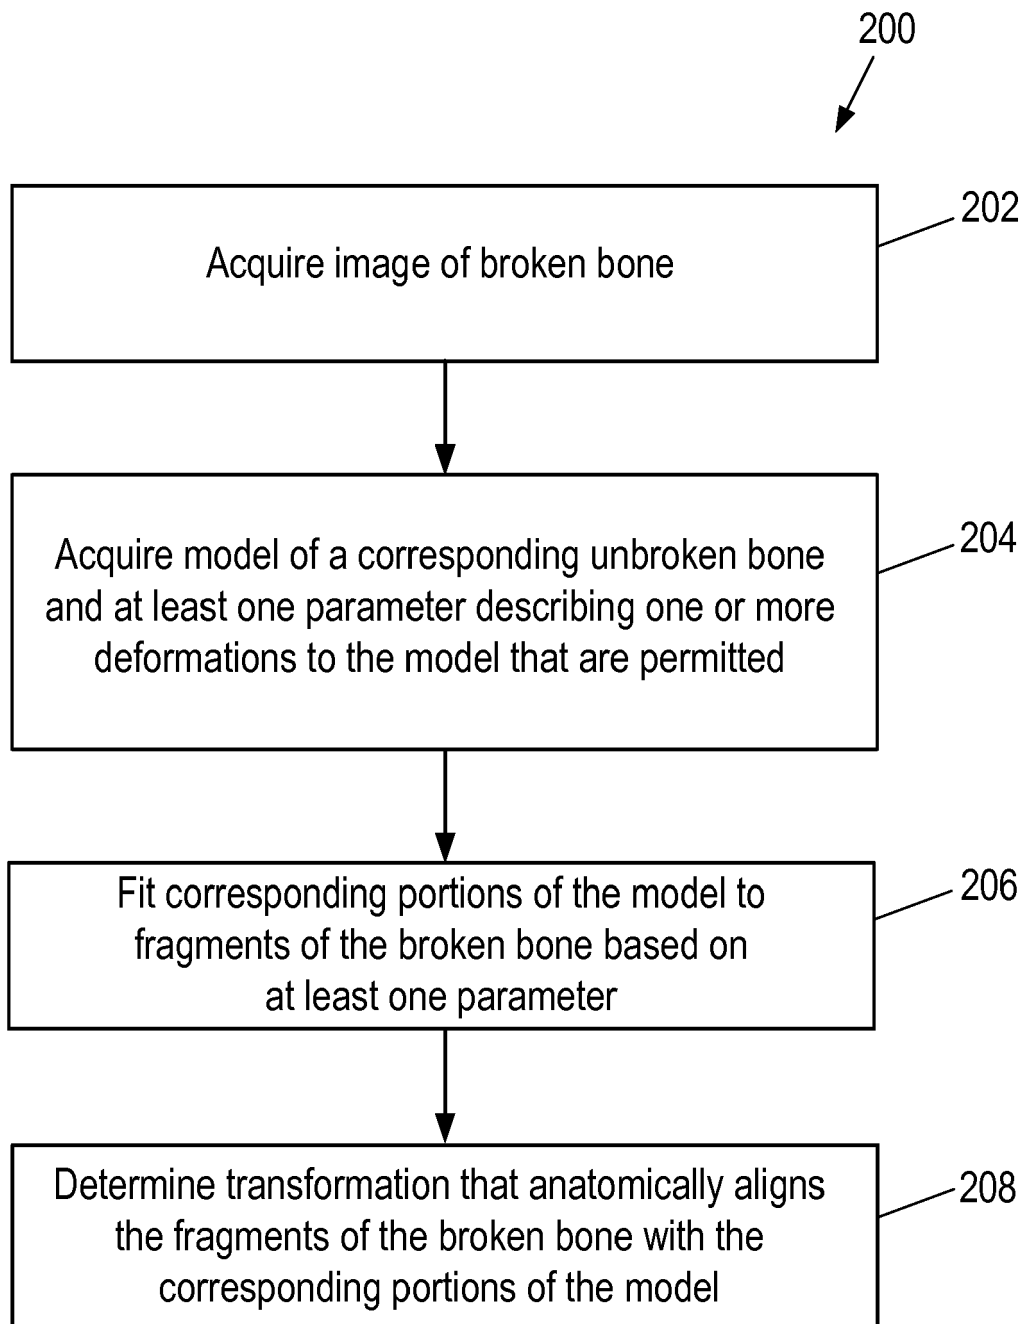 200
202
Acquire image of broken bone
204
Acquire model of a corresponding unbroken bone
and at least one parameter describing one or more
deformations to the model that are permitted
206
Fit corresponding portions of the model to
fragments of the broken bone based on
at least one parameter
208
Determine transformation that anatomically aligns
the fragments of the broken bone with the
corresponding portions of the model